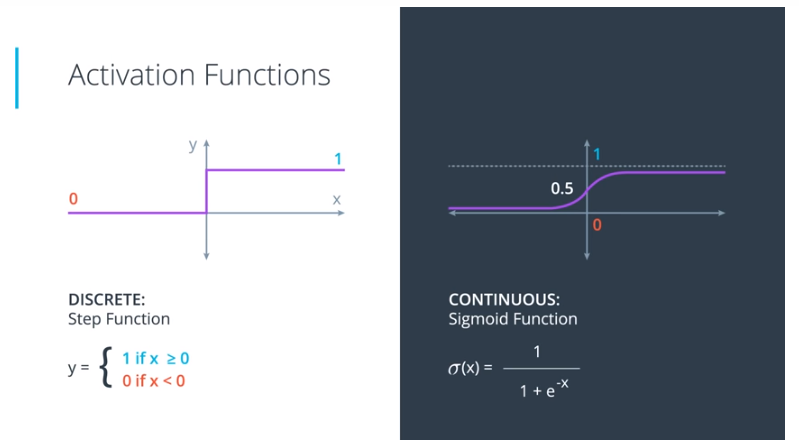 Activation Functions
y
1
0
x
DISCRETE:
Step Function
y = { 1 if x ≥ 0
0 if x < 0
1
0.5
0
CONTINUOUS:
Sigmoid Function
σ(x) = 1
1 + e^-x